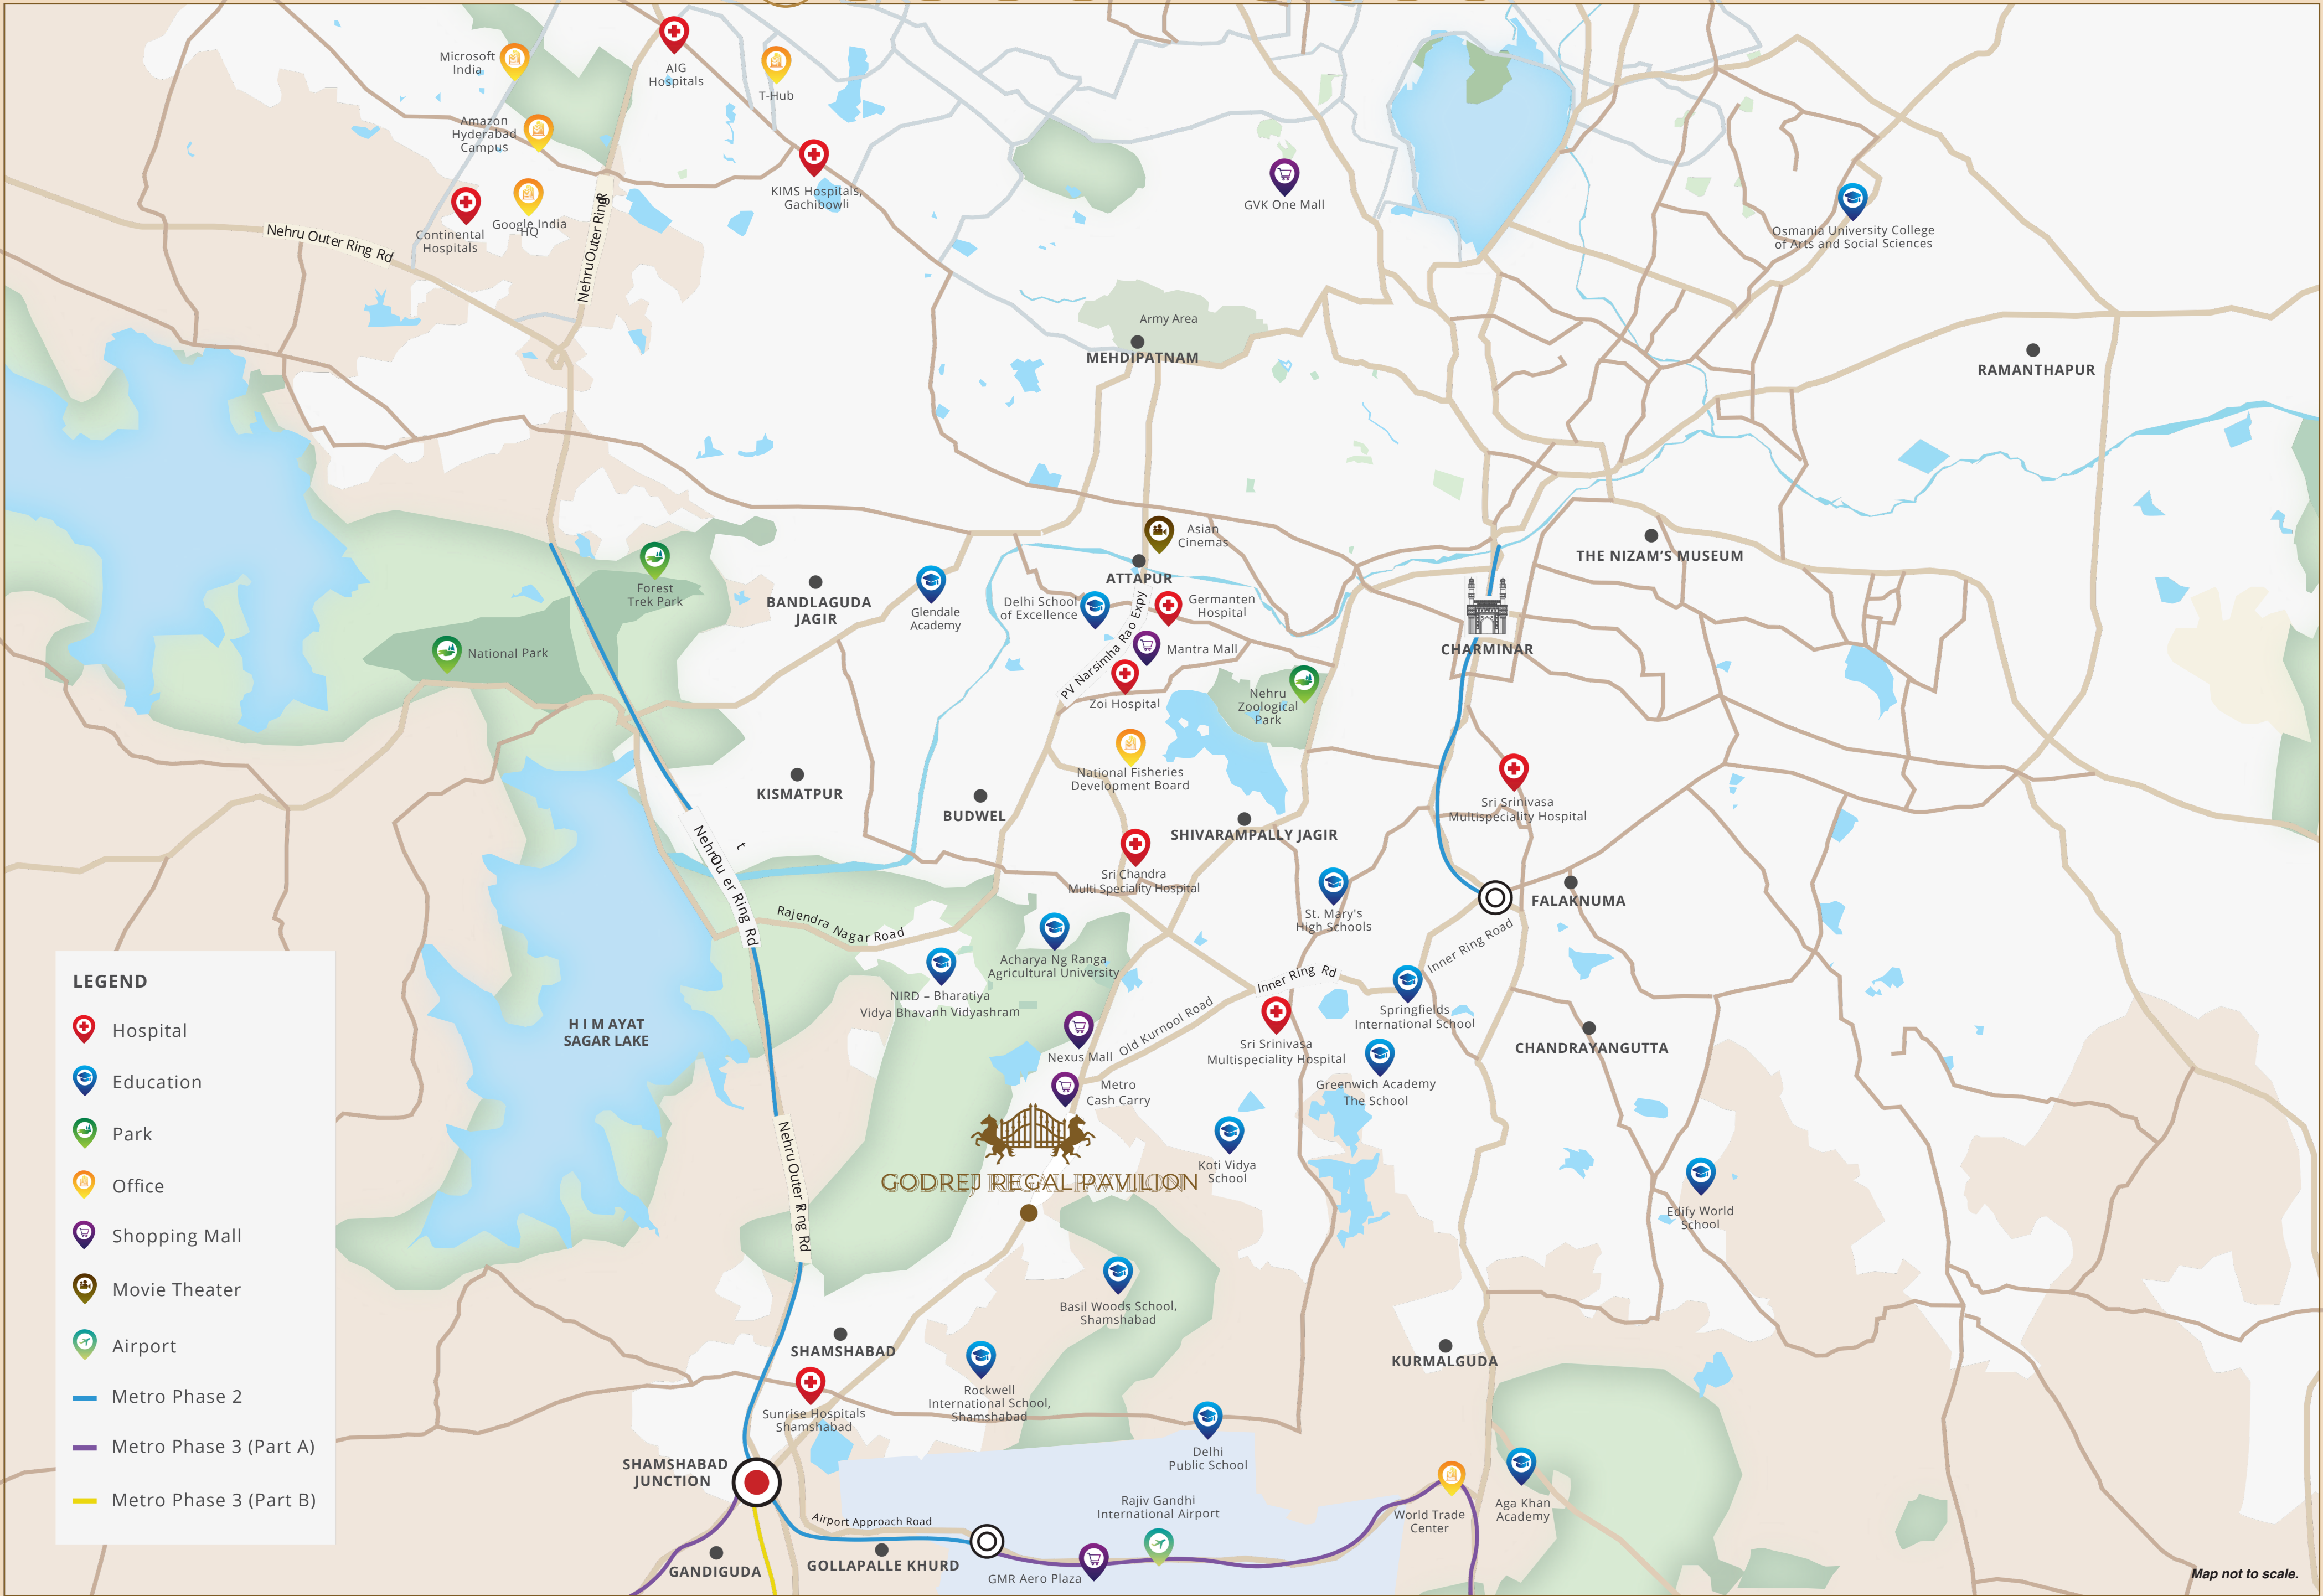 Microsoft
India
AIG
Hospitals
T-Hub
Amazon
Hyderabad
Campus
KIMS Hospitals,
Gachibowli
GVK One Mall
Continental
Hospitals
Google India
HQ
Nehru Outer Ring Rd
Nehru Outer Ring R
Osmania University College
of Arts and Social Sciences
Army Area
MEHDIPATNAM
RAMANTHAPUR
Asian
Cinemas
THE NIZAM’S MUSEUM
ATTAPUR
Forest
Trek Park
BANDLAGUDA
JAGIR
Glendale
Academy
Delhi School
of Excellence
Germanten
Hospital
PV Narsimha Rao Expy
National Park
Mantra Mall
CHARMINAR
Zoi Hospital
Nehru
Zoological
Park
National Fisheries
Development Board
KISMATPUR
BUDWEL
SHIVARAMPALLY JAGIR
Sri Srinivasa
Multispeciality Hospital
Nehru Ou er Ring Rd
t
Sri Chandra
Multi Speciality Hospital
St. Mary's
High Schools
FALAKNUMA
Rajendra Nagar Road
Inner Ring Road
Acharya Ng Ranga
Agricultural University
Inner Ring Rd
NIRD – Bharatiya
Vidya Bhavanh Vidyashram
Springfields
International School
HIMAYAT
SAGAR LAKE
Nexus Mall
Old Kurnool Road
Sri Srinivasa
Multispeciality Hospital
CHANDRAYANGUTTA
Metro
Cash Carry
Greenwich Academy
The School
Nehru Outer R ng Rd
GODREJ REGAL PAVILION
Koti Vidya
School
Edify World
School
Basil Woods School,
Shamshabad
SHAMSHABAD
KURMALGUDA
Rockwell
International School,
Shamshabad
Sunrise Hospitals
Shamshabad
Delhi
Public School
SHAMSHABAD
JUNCTION
Rajiv Gandhi
International Airport
World Trade
Center
Aga Khan
Academy
Airport Approach Road
GANDIGUDA
GOLLAPALLE KHURD
GMR Aero Plaza
LEGEND
Hospital
Education
Park
Office
Shopping Mall
Movie Theater
Airport
Metro Phase 2
Metro Phase 3 (Part A)
Metro Phase 3 (Part B)
Map not to scale.